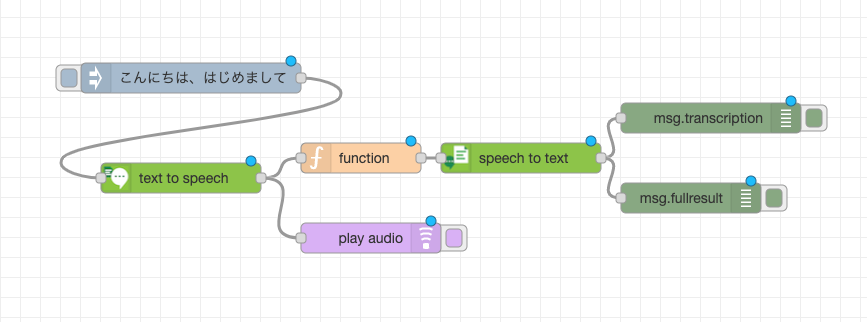 こんにちは、はじめまして
text to speech
function
speech to text
msg.transcription
msg.fullresult
play audio